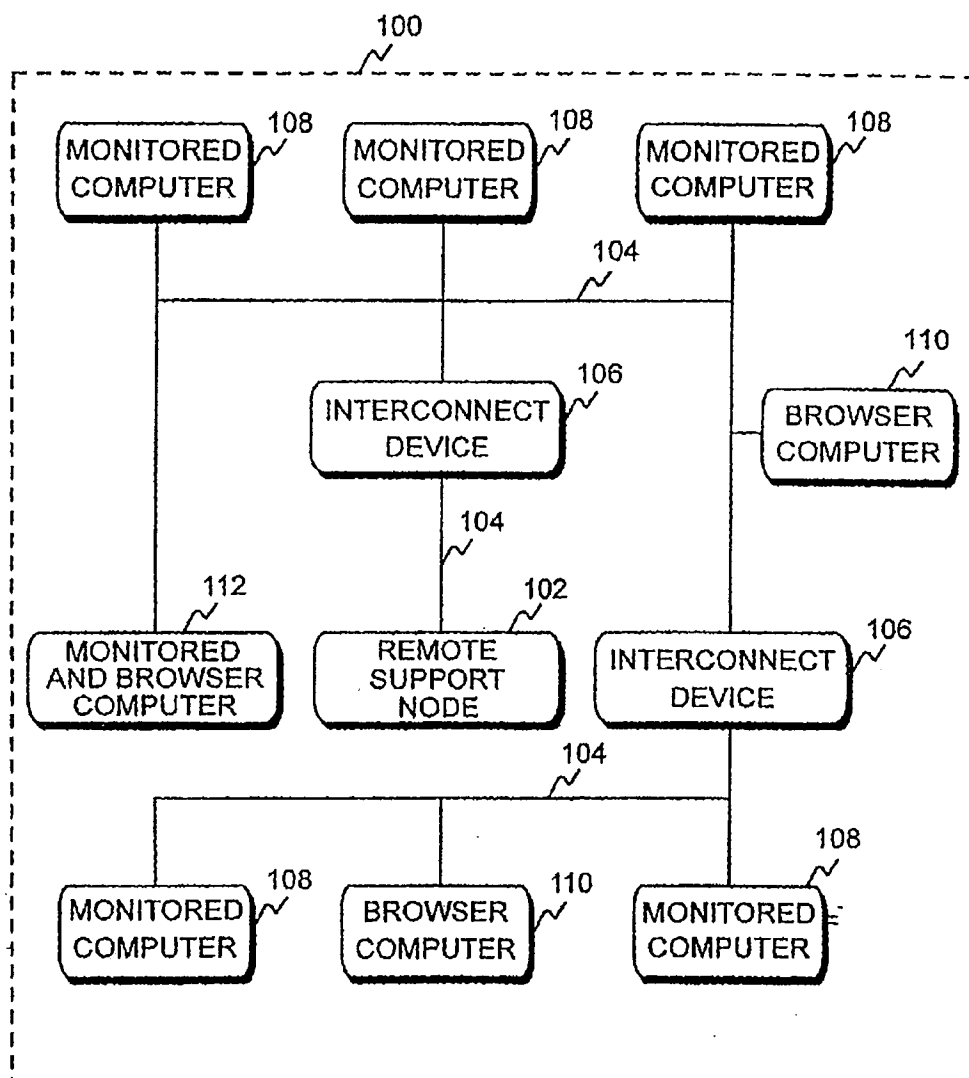 100
108
108
108
MONITORED
COMPUTER
MONITORED
COMPUTER
MONITORED
COMPUTER
104
110
106
INTERCONNECT
DEVICE
BROWSER
COMPUTER
104
112
102
106
MONITORED
AND BROWSER
COMPUTER
REMOTE
SUPPORT
NODE
INTERCONNECT
DEVICE
104
108
108
110
MONITORED
COMPUTER
BROWSER
COMPUTER
MONITORED
COMPUTER